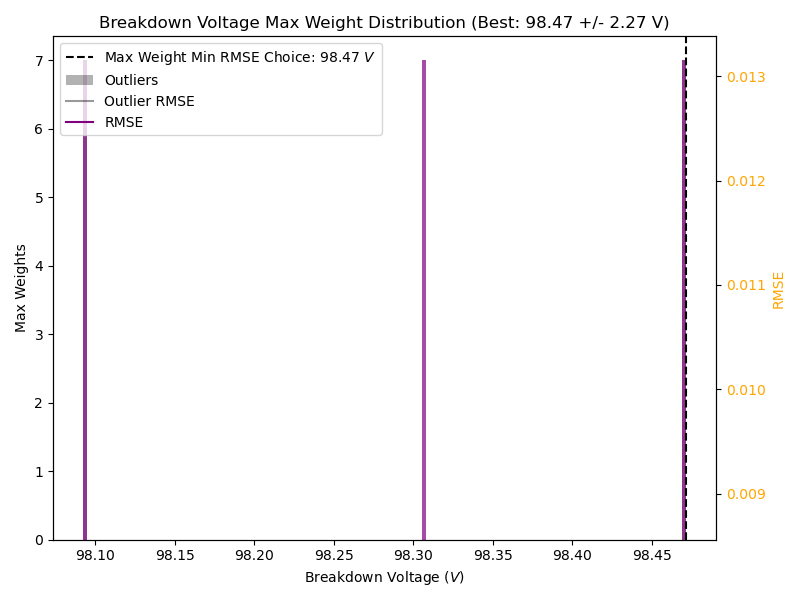 Breakdown Voltage Max Weight Distribution (Best: 98.47 +/- 2.27 V)
Max Weight Min RMSE Choice: 98.47 V
Outliers
Outlier RMSE
RMSE
7
6
5
4
3
2
1
0
Max Weights
0.013
0.012
0.011
0.010
0.009
RMSE
98.10 98.15 98.20 98.25 98.30 98.35 98.40 98.45
Breakdown Voltage (V)